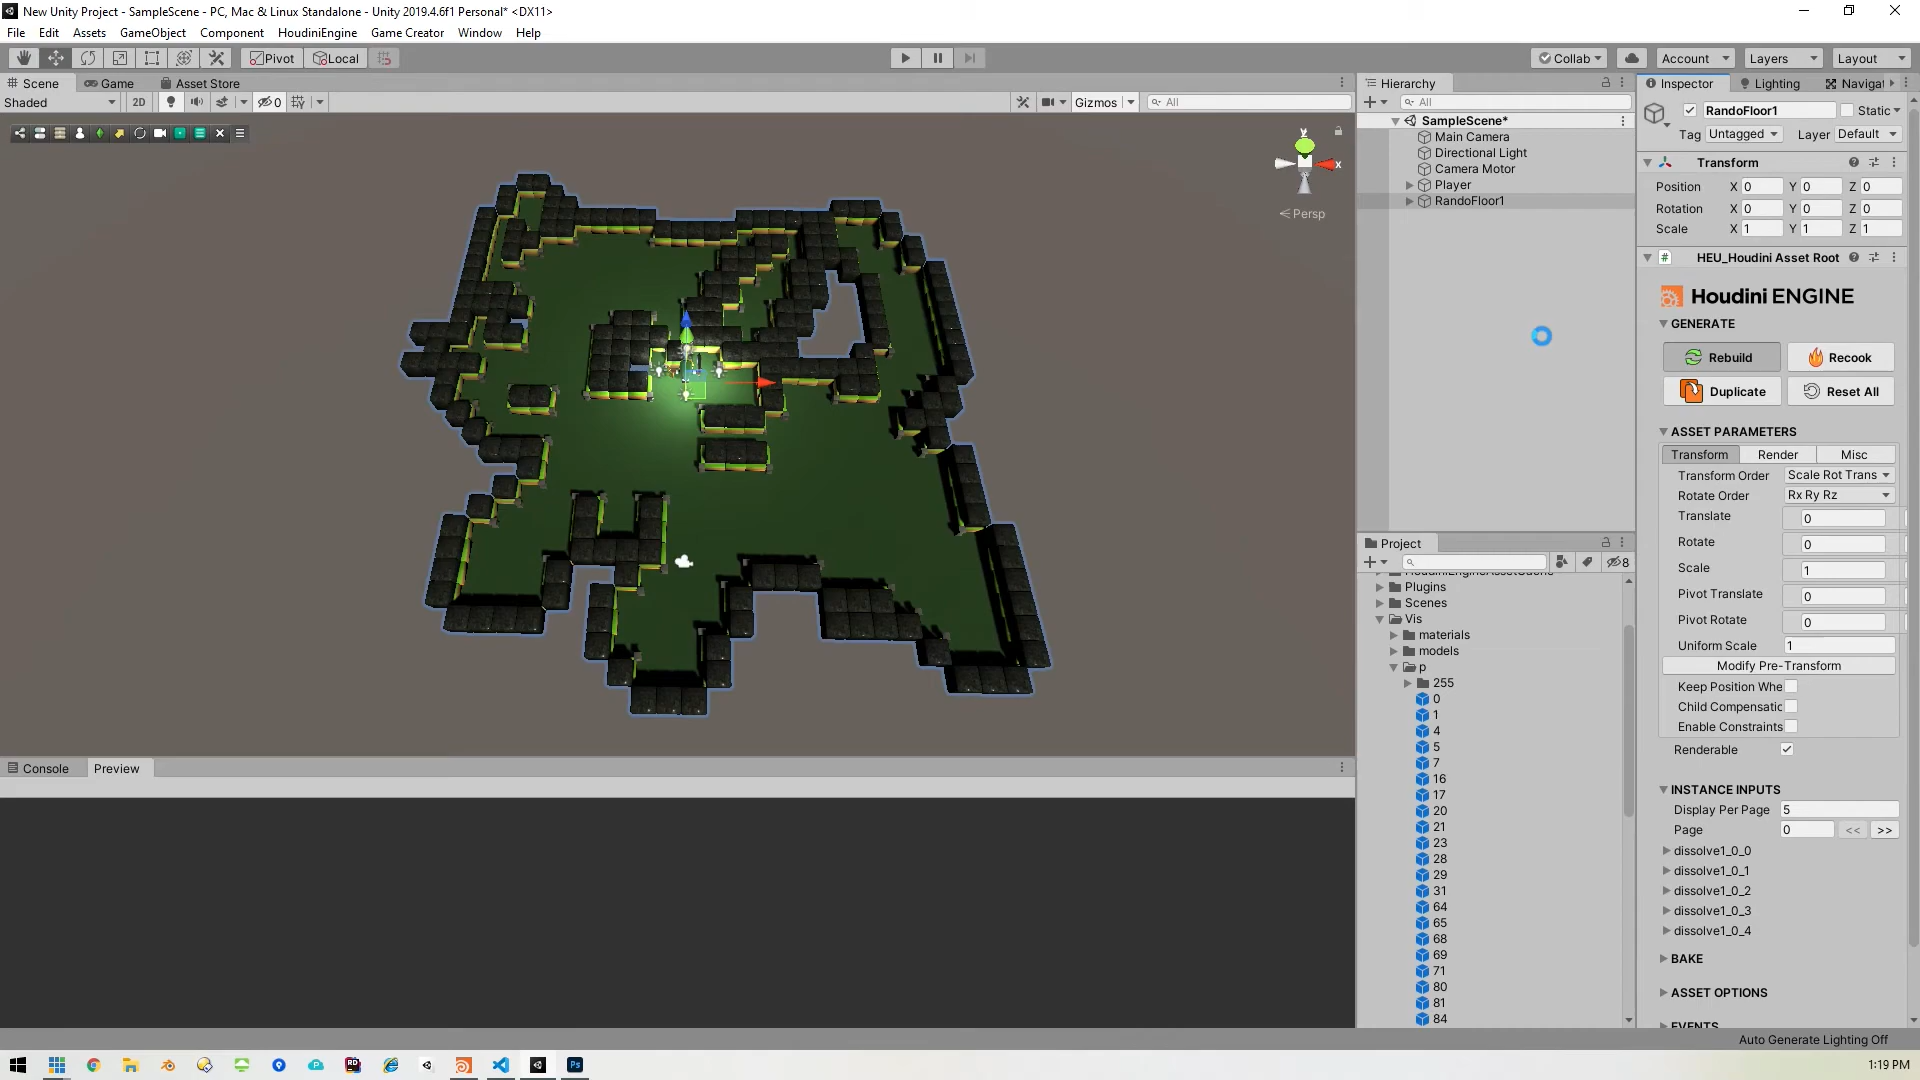 New Unity Project - SampleScene - PC, Mac & Linux Standalone - Unity 2019.4.6f1 Personal* <DX11>
File Edit Assets GameObject Component HoudiniEngine Game Creator Window Help
Pivot Local Collab Account Layers Layout
Scene Game Asset Store
Shaded 2D 0 Gizmos All
y
x
Persp
Console Preview
Hierarchy
All
SampleScene*
Main Camera
Directional Light
Camera Motor
Player
RandoFloor1
Project
8
Plugins
Scenes
Vis
materials
models
p
255
0
1
4
5
7
16
17
20
21
23
28
29
31
64
65
68
69
71
80
81
84
Inspector Lighting Navigat
RandoFloor1 Static
Tag Untagged Layer Default
Transform
Position X 0 Y 0 Z 0
Rotation X 0 Y 0 Z 0
Scale X 1 Y 1 Z 1
# HEU_Houdini Asset Root
Houdini ENGINE
GENERATE
Rebuild Recook
Duplicate Reset All
ASSET PARAMETERS
Transform Render Misc
Transform Order Scale Rot Trans
Rotate Order Rx Ry Rz
Translate 0
Rotate 0
Scale 1
Pivot Translate 0
Pivot Rotate 0
Uniform Scale 1
Modify Pre-Transform
Keep Position Whe
Child Compensatic
Enable Constraints
Renderable
INSTANCE INPUTS
Display Per Page 5
Page 0 << >>
dissolve1_0_0
dissolve1_0_1
dissolve1_0_2
dissolve1_0_3
dissolve1_0_4
BAKE
ASSET OPTIONS
EVENTS
Auto Generate Lighting Off
1:19 PM